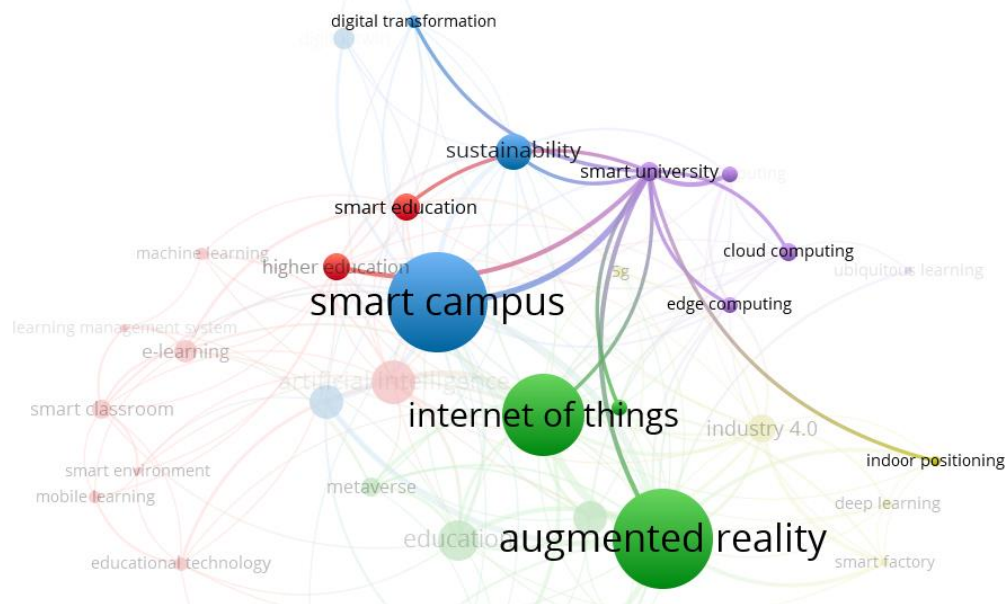 digital transformation
sustainability
smart university
smart education
cloud computing
machine learning
higher education
5g
ubiquitous learning
smart campus
edge computing
learning management system
e-learning
artificial intelligence
smart classroom
internet of things
industry 4.0
indoor positioning
smart environment
metaverse
mobile learning
deep learning
education
augmented reality
educational technology
smart factory